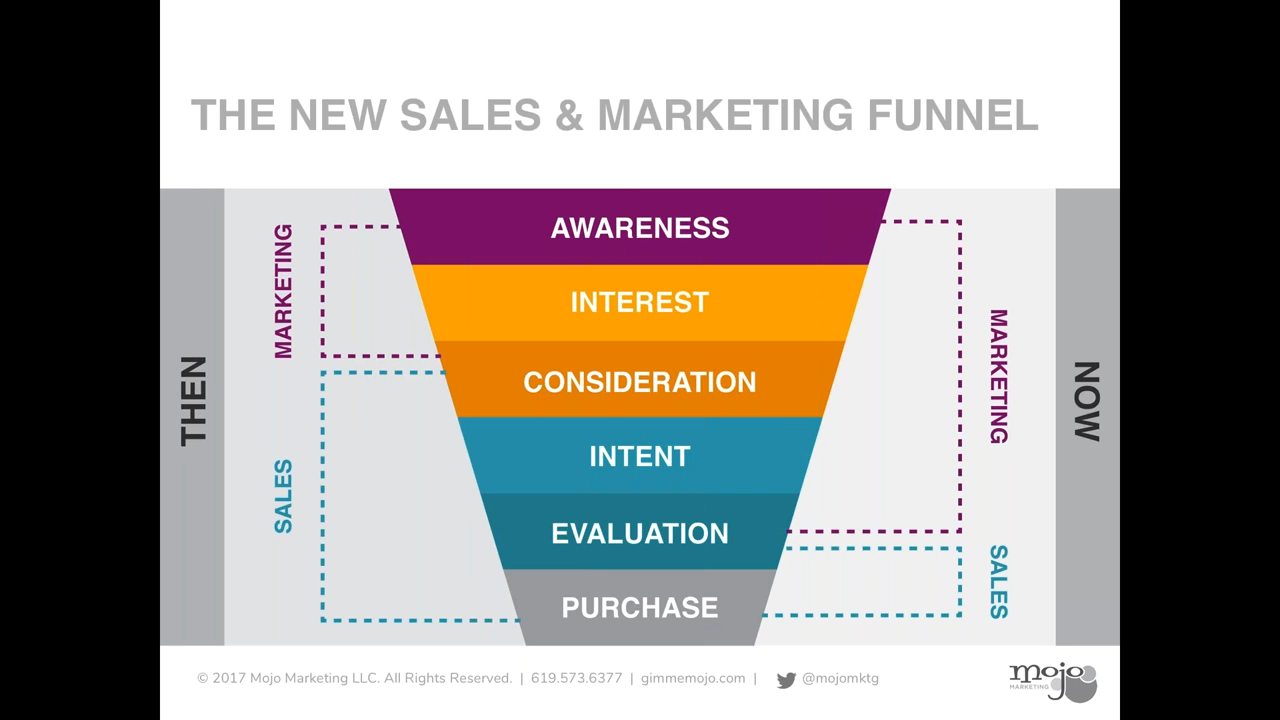 THE NEW SALES & MARKETING FUNNEL
THEN
MARKETING
SALES
AWARENESS
INTEREST
CONSIDERATION
INTENT
EVALUATION
PURCHASE
MARKETING
SALES
NOW
© 2017 Mojo Marketing LLC. All Rights Reserved. | 619.573.6377 | gimmemojo.com | @mojomktg
mojo
MARKETING